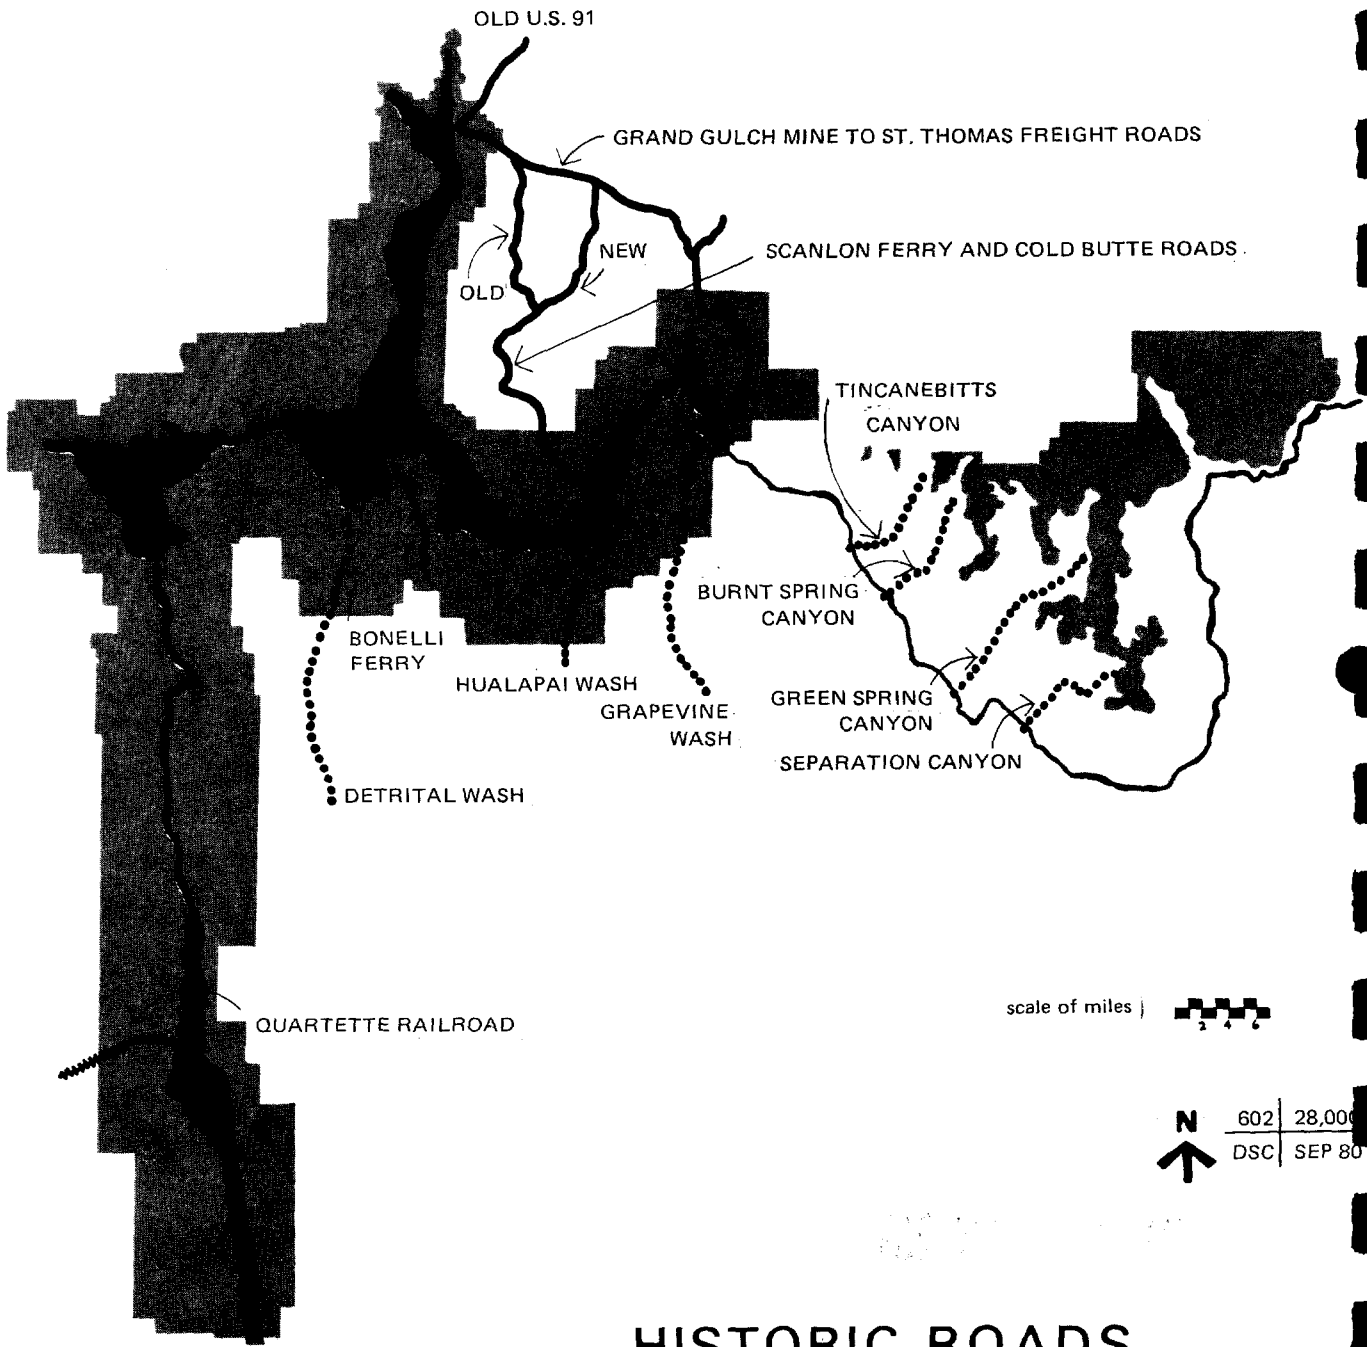 OLD U.S. 91
GRAND GULCH MINE TO ST. THOMAS FREIGHT ROADS
SCANLON FERRY AND COLD BUTTE ROADS
NEW
OLD
TINCANEBITTS
CANYON
BURNT SPRING
CANYON
BONELLI
FERRY
HUALAPAI WASH
GRAPEVINE
WASH
GREEN SPRING
CANYON
SEPARATION CANYON
DETRITAL WASH
QUARTETTE RAILROAD
scale of miles
2 4 6
N
602 28,000
DSC SEP 80
HISTORIC ROADS